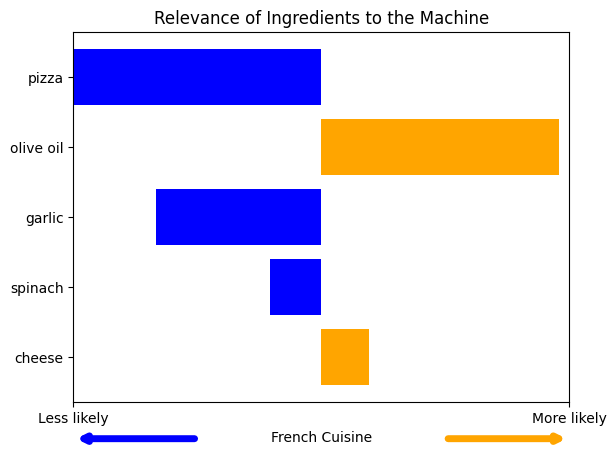 Relevance of Ingredients to the Machine
pizza
olive oil
garlic
spinach
cheese
Less likely
More likely
French Cuisine